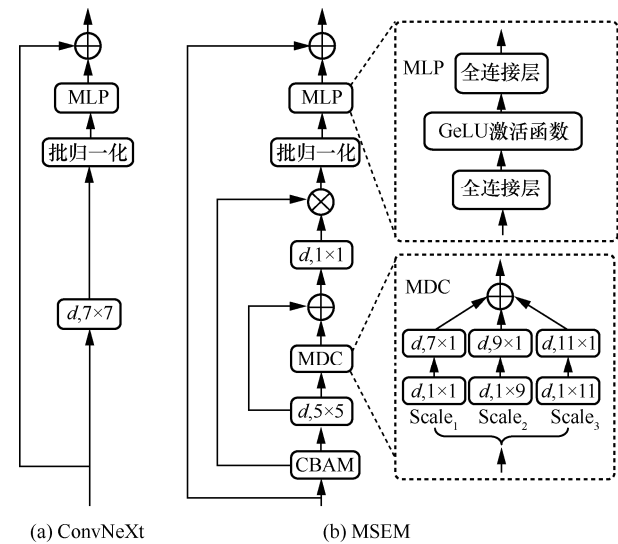 MLP
批归一化
d,7×7
(a) ConvNeXt
MLP
批归一化
d,1×1
MDC
d,5×5
CBAM
(b) MSEM
MLP
全连接层
GeLU激活函数
全连接层
MDC
d,7×1 d,9×1 d,11×1
d,1×1 d,1×9 d,1×11
Scale₁ Scale₂ Scale₃